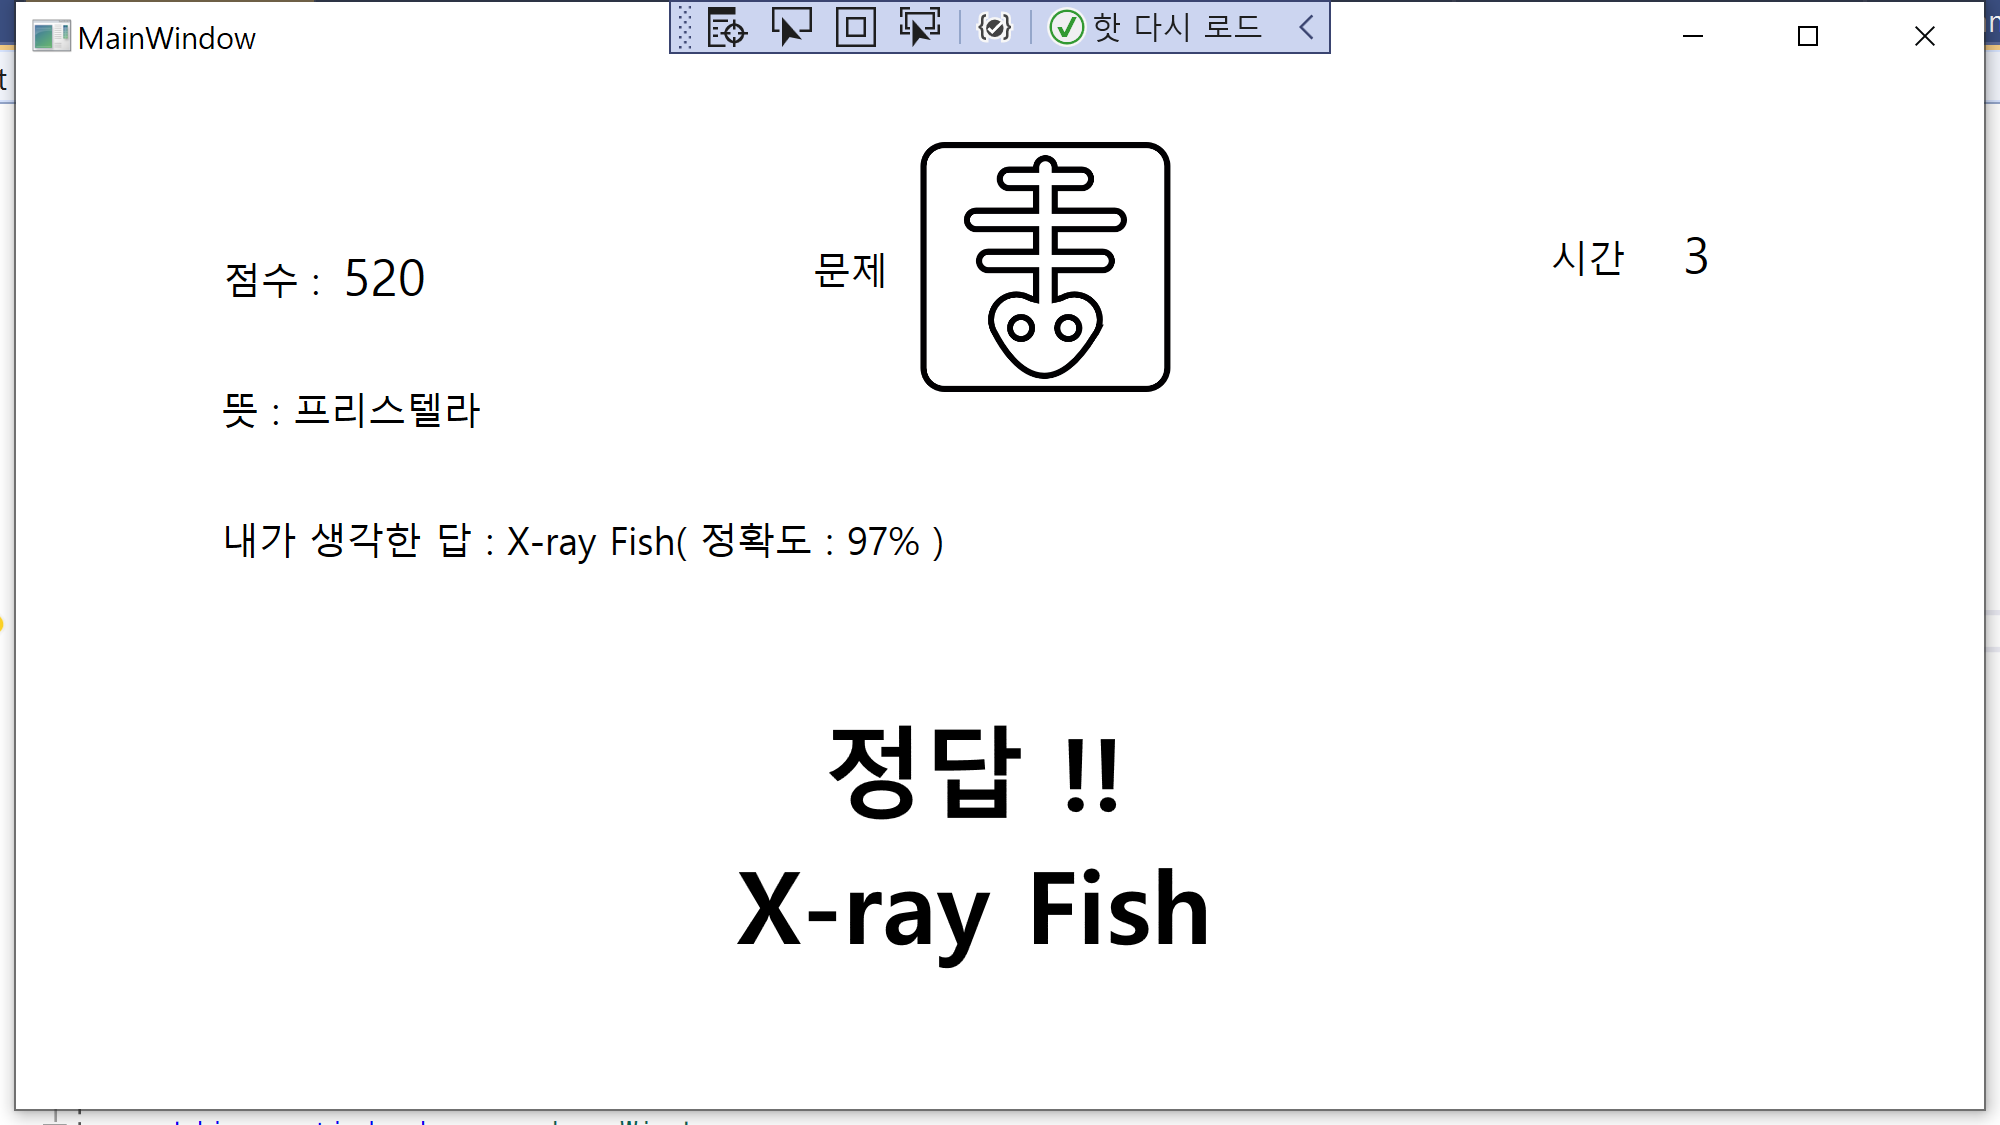 MainWindow
핫 다시 로드
문제
시간 3
점수 : 520
뜻 : 프리스텔라
내가 생각한 답 : X-ray Fish( 정확도 : 97% )
정답 !!
X-ray Fish